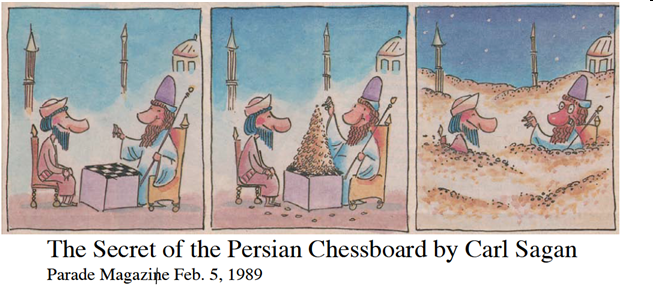 The Secret of the Persian Chessboard by Carl Sagan
Parade Magazine Feb. 5, 1989